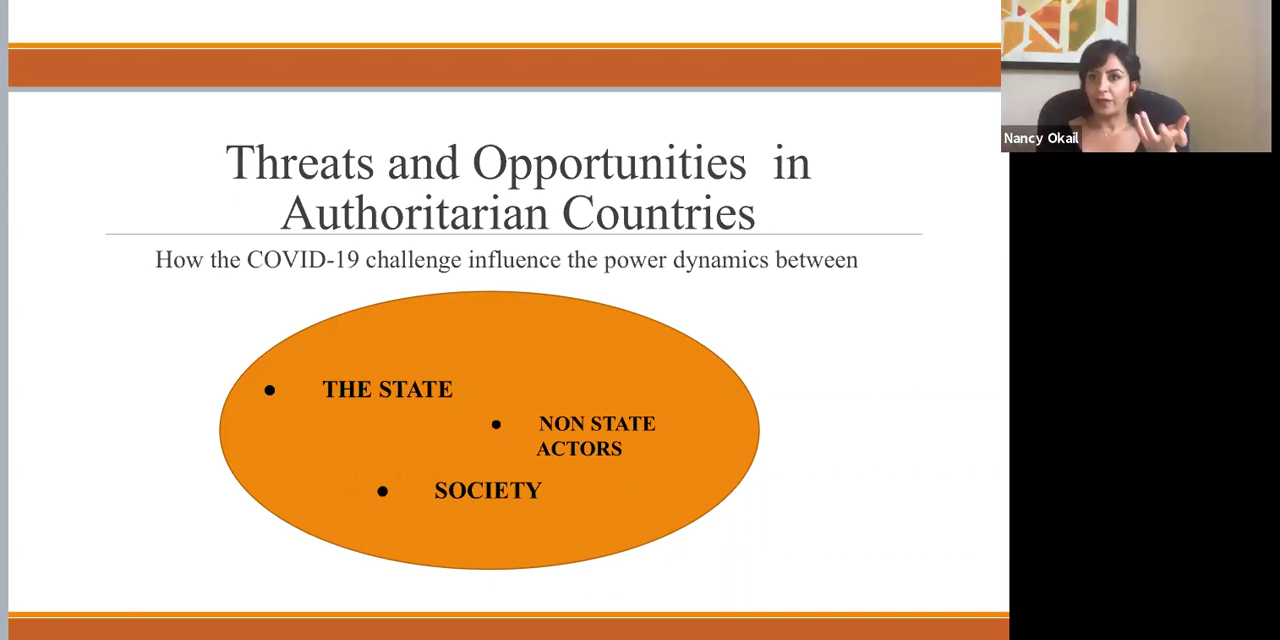 Threats and Opportunities  in
Authoritarian Countries
How the COVID-19 challenge influence the power dynamics between
• THE STATE
• NON STATE
ACTORS
• SOCIETY
Nancy Okail